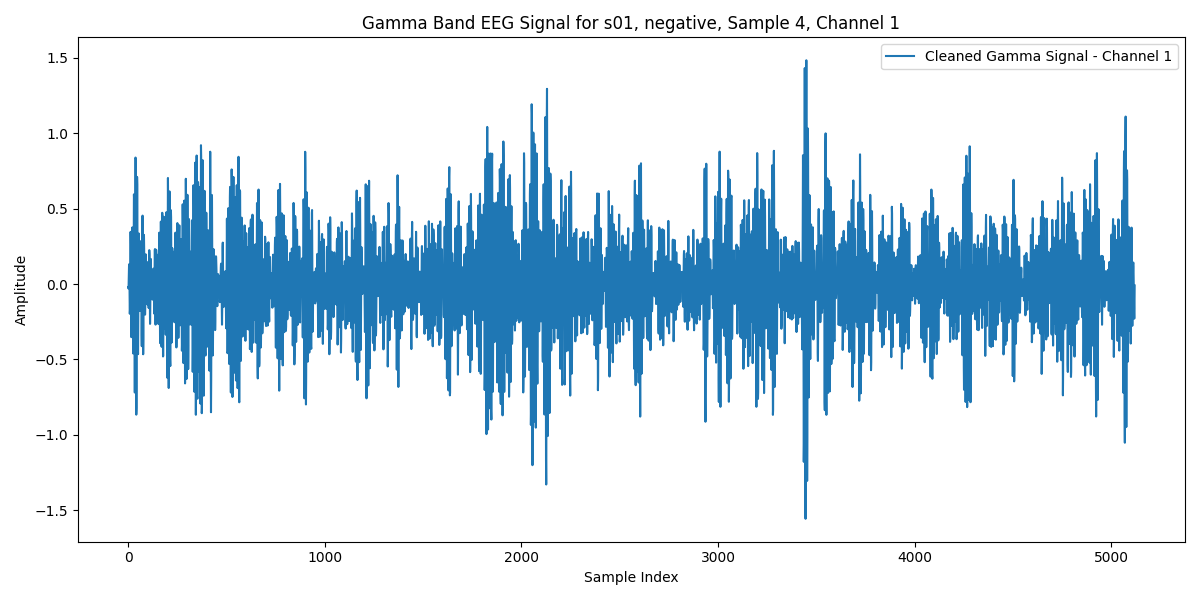 Gamma Band EEG Signal for s01, negative, Sample 4, Channel 1
Cleaned Gamma Signal - Channel 1
1.5
1.0
0.5
0.0
−0.5
−1.0
−1.5
Amplitude
0 1000 2000 3000 4000 5000
Sample Index